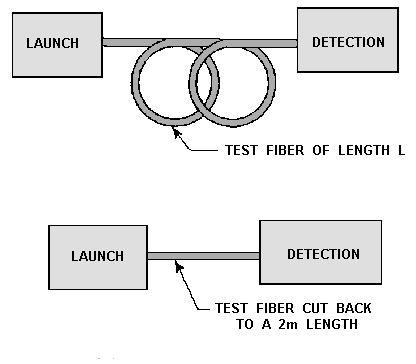 LAUNCH
DETECTION
TEST FIBER OF LENGTH L
LAUNCH
DETECTION
TEST FIBER CUT BACK
TO A 2m LENGTH